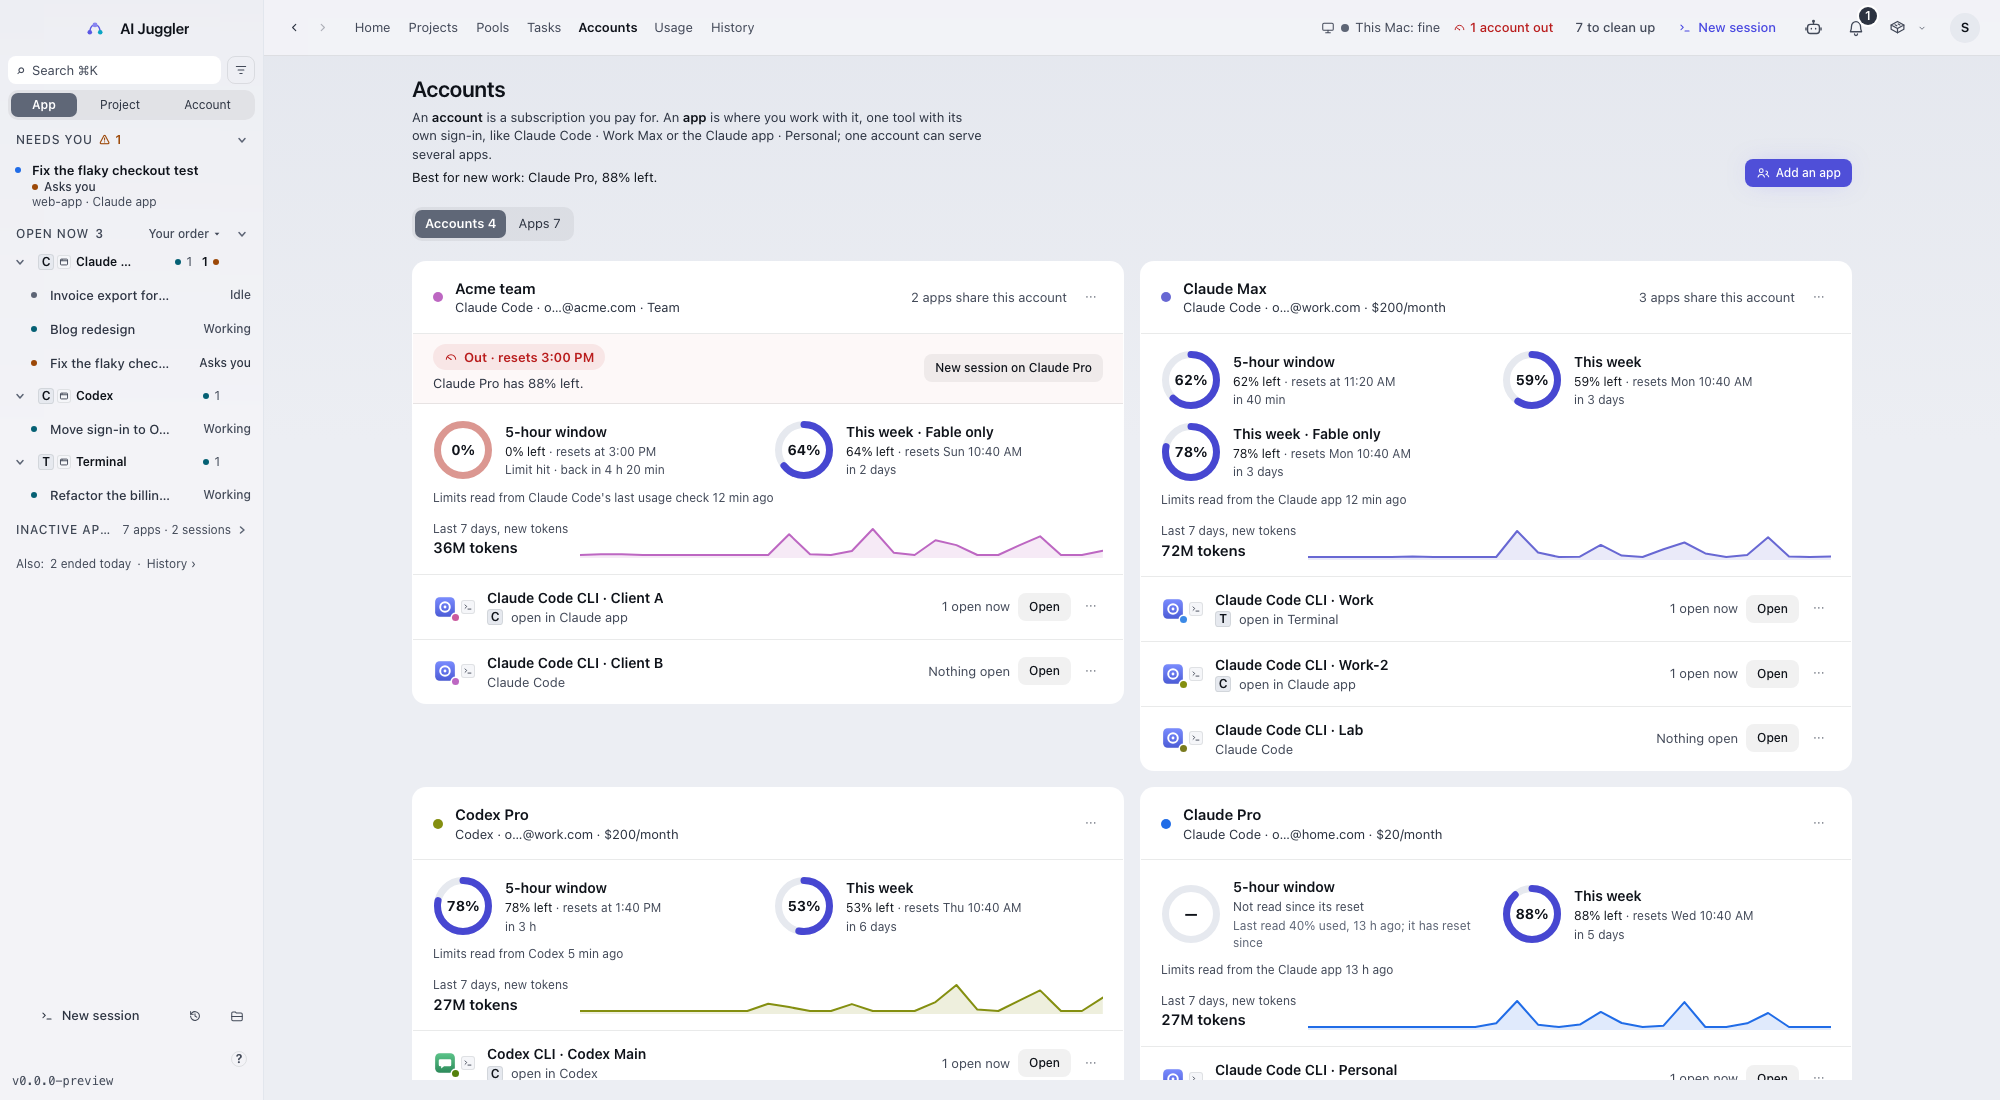 AI Juggler
Search ⌘K
App
Project
Account
NEEDS YOU 1
Fix the flaky checkout test
Asks you
web-app · Claude app
OPEN NOW 3
Your order
C Claude ... 1 1
Invoice export for... Idle
Blog redesign Working
Fix the flaky chec... Asks you
C Codex 1
Move sign-in to O... Working
T Terminal 1
Refactor the billin... Working
INACTIVE AP... 7 apps · 2 sessions
Also: 2 ended today · History ›
New session
?
v0.0.0-preview
Home
Projects
Pools
Tasks
Accounts
Usage
History
This Mac: fine
1 account out
7 to clean up
New session
1
S
Accounts
An account is a subscription you pay for. An app is where you work with it, one tool with its
own sign-in, like Claude Code · Work Max or the Claude app · Personal; one account can serve
several apps.
Best for new work: Claude Pro, 88% left.
Add an app
Accounts 4
Apps 7
Acme team
Claude Code · o...@acme.com · Team
2 apps share this account
Out · resets 3:00 PM
Claude Pro has 88% left.
New session on Claude Pro
0%
5-hour window
0% left · resets at 3:00 PM
Limit hit · back in 4 h 20 min
64%
This week · Fable only
64% left · resets Sun 10:40 AM
in 2 days
Limits read from Claude Code's last usage check 12 min ago
Last 7 days, new tokens
36M tokens
Claude Code CLI · Client A
C open in Claude app
1 open now
Open
Claude Code CLI · Client B
Claude Code
Nothing open
Open
Claude Max
Claude Code · o...@work.com · $200/month
3 apps share this account
62%
5-hour window
62% left · resets at 11:20 AM
in 40 min
59%
This week
59% left · resets Mon 10:40 AM
in 3 days
78%
This week · Fable only
78% left · resets Mon 10:40 AM
in 3 days
Limits read from the Claude app 12 min ago
Last 7 days, new tokens
72M tokens
Claude Code CLI · Work
T open in Terminal
1 open now
Open
Claude Code CLI · Work-2
C open in Claude app
1 open now
Open
Claude Code CLI · Lab
Claude Code
Nothing open
Open
Codex Pro
Codex · o...@work.com · $200/month
78%
5-hour window
78% left · resets at 1:40 PM
in 3 h
53%
This week
53% left · resets Thu 10:40 AM
in 6 days
Limits read from Codex 5 min ago
Last 7 days, new tokens
27M tokens
Codex CLI · Codex Main
C open in Codex
1 open now
Open
Claude Pro
Claude Code · o...@home.com · $20/month
–
5-hour window
Not read since its reset
Last read 40% used, 13 h ago; it has reset
since
88%
This week
88% left · resets Wed 10:40 AM
in 5 days
Limits read from the Claude app 13 h ago
Last 7 days, new tokens
27M tokens
Claude Code CLI · Personal
1 open now
Open